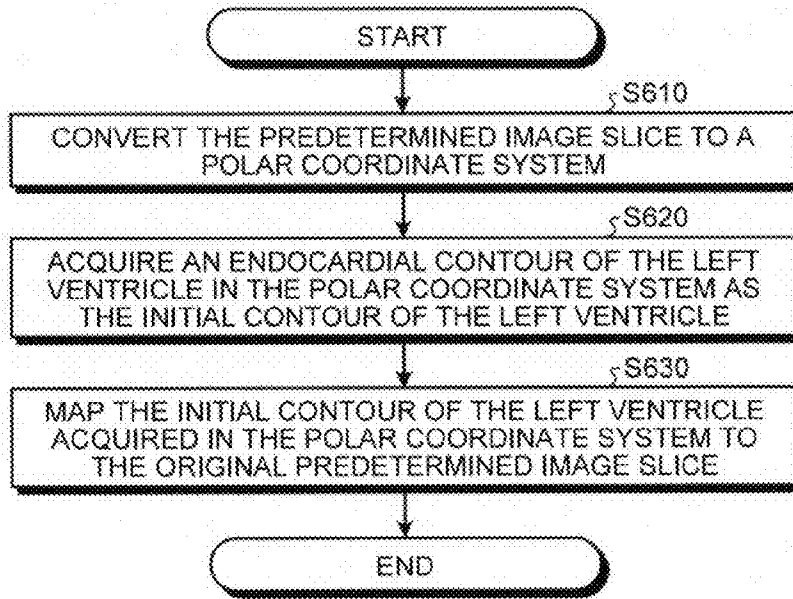 START
S610
CONVERT THE PREDETERMINED IMAGE SLICE TO A
POLAR COORDINATE SYSTEM
S620
ACQUIRE AN ENDOCARDIAL CONTOUR OF THE LEFT
VENTRICLE IN THE POLAR COORDINATE SYSTEM AS
THE INITIAL CONTOUR OF THE LEFT VENTRICLE
S630
MAP THE INITIAL CONTOUR OF THE LEFT VENTRICLE
ACQUIRED IN THE POLAR COORDINATE SYSTEM TO
THE ORIGINAL PREDETERMINED IMAGE SLICE
END